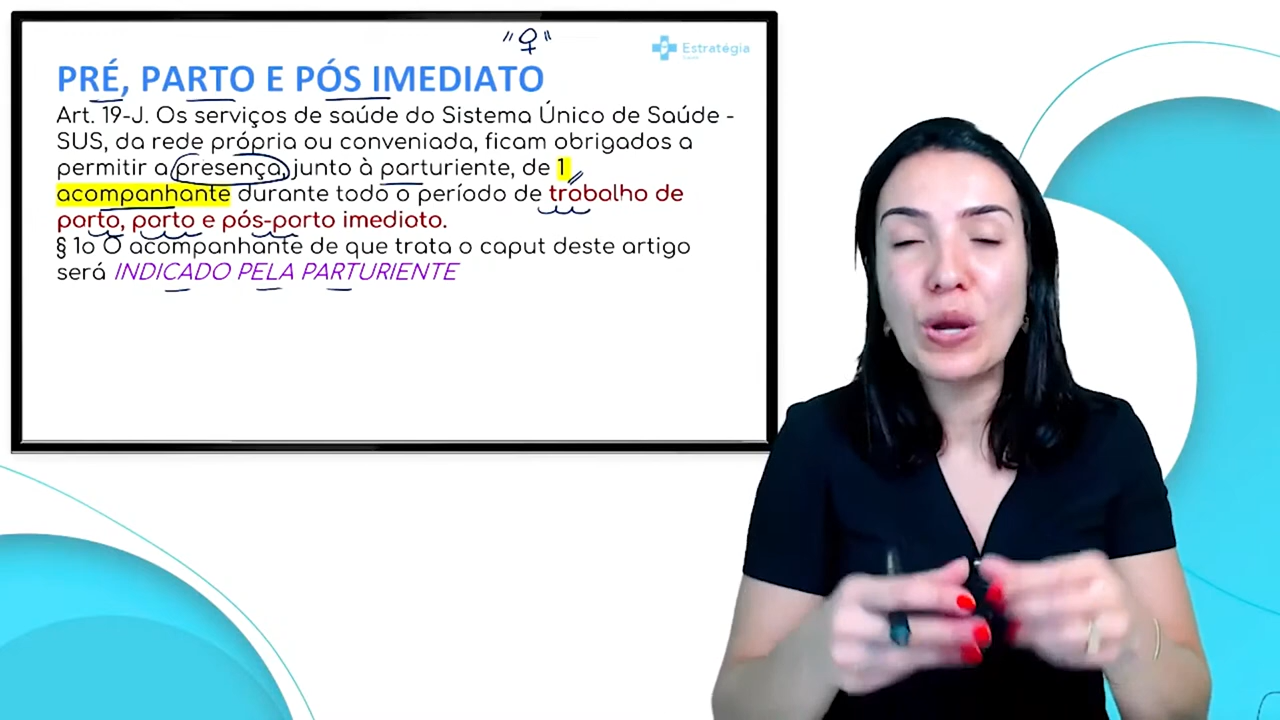 "♀"
Estratégia
PRÉ, PARTO E PÓS IMEDIATO
Art. 19-J. Os serviços de saúde do Sistema Único de Saúde -
SUS, da rede própria ou conveniada, ficam obrigados a
permitir a presença, junto à parturiente, de 1
acompanhante durante todo o período de trabalho de
parto, parto e pós-parto imediato.
§ 1o O acompanhante de que trata o caput deste artigo
será INDICADO PELA PARTURIENTE